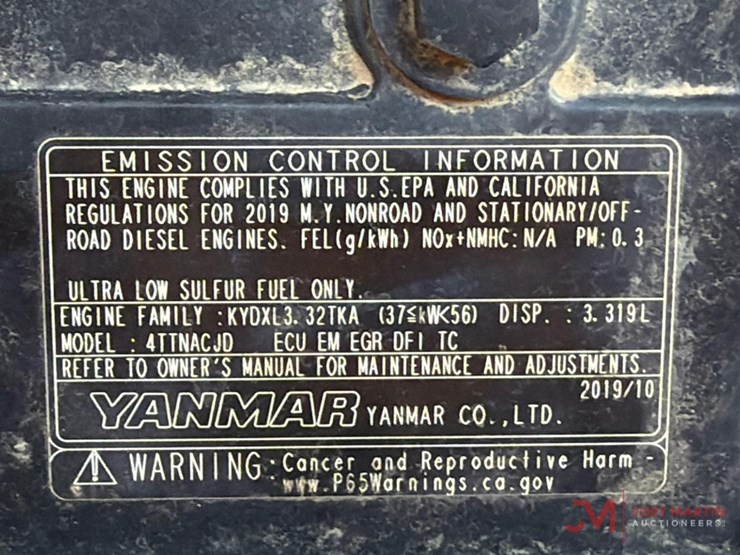 EMISSION CONTROL INFORMATION
THIS ENGINE COMPLIES WITH U.S.EPA AND CALIFORNIA
REGULATIONS FOR 2019 M.Y.NONROAD AND STATIONARY/OFF-
ROAD DIESEL ENGINES. FEL(g/kWh) NOx+NMHC:N/A PM:0.3
ULTRA LOW SULFUR FUEL ONLY.
ENGINE FAMILY :KYDXL3.32TKA (37≦kW<56) DISP. : 3.319L
MODEL : 4TTNACJD ECU EM EGR DFI TC
REFER TO OWNER'S MANUAL FOR MAINTENANCE AND ADJUSTMENTS.
2019/10
YANMAR YANMAR CO.,LTD.
WARNING:Cancer and Reproductive Harm -
www.P65Warnings.ca.gov
JM JOEY MARTIN
AUCTIONEERS